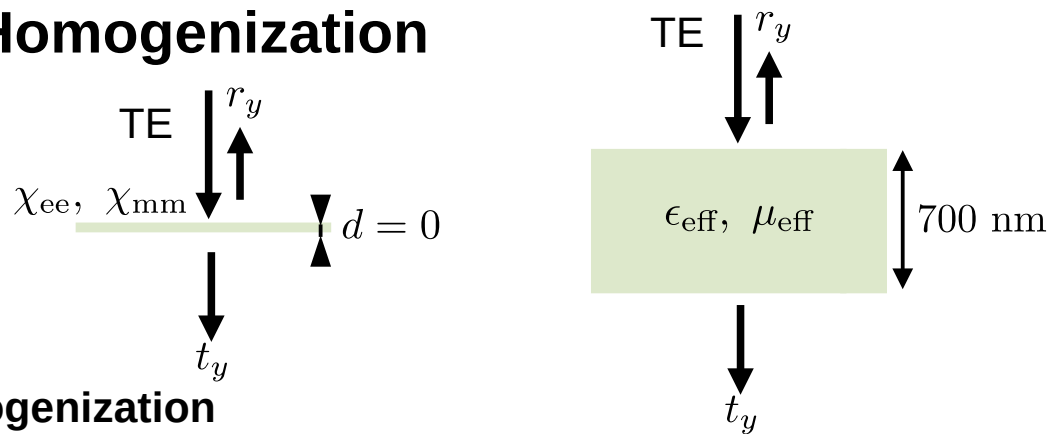 Homogenization
TE
r_y
χ_ee, χ_mm
d = 0
t_y
TE
r_y
ϵ_eff, μ_eff
700 nm
t_y
ogenization